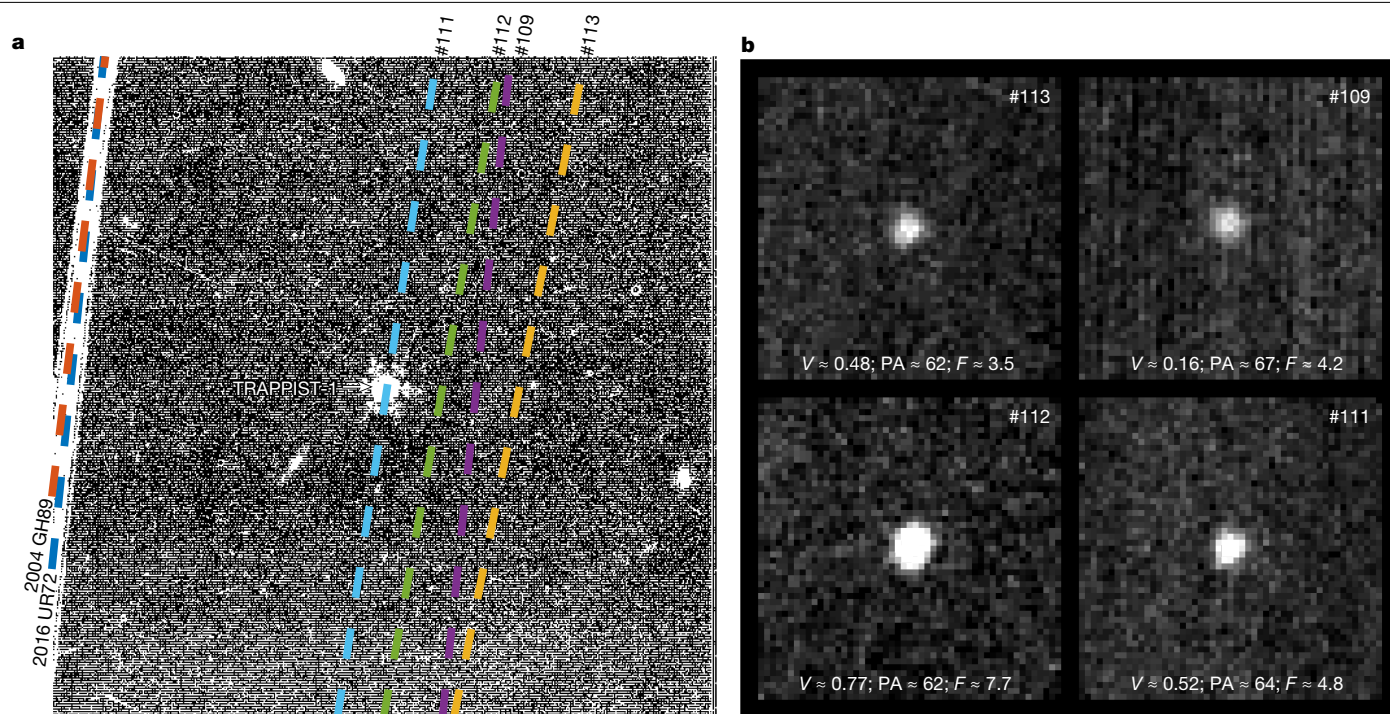 a
#111
#112
#109
#113
TRAPPIST-1
2004 GH89
2016 UR72
b
#113
V ≈ 0.48; PA ≈ 62; F ≈ 3.5
#109
V ≈ 0.16; PA ≈ 67; F ≈ 4.2
#112
V ≈ 0.77; PA ≈ 62; F ≈ 7.7
#111
V ≈ 0.52; PA ≈ 64; F ≈ 4.8